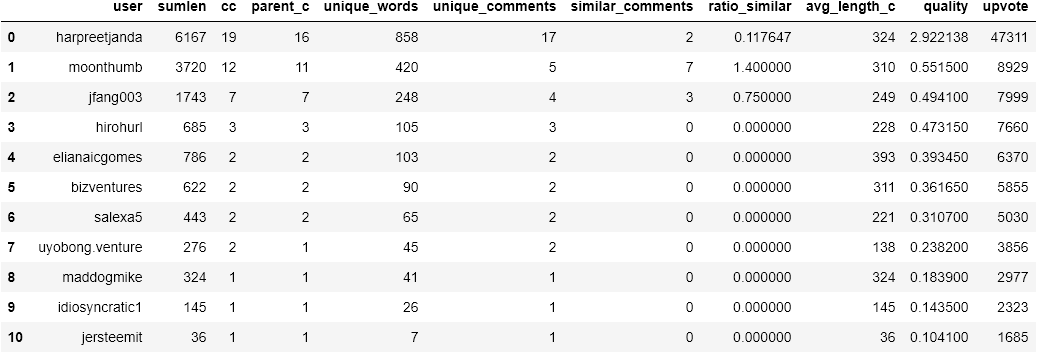 user sumlen cc parent_c unique_words unique_comments similar_comments ratio_similar avg_length_c quality upvote
0 harpreetjanda 6167 19 16 858 17 2 0.117647 324 2.922138 47311
1 moonthumb 3720 12 11 420 5 7 1.400000 310 0.551500 8929
2 jfang003 1743 7 7 248 4 3 0.750000 249 0.494100 7999
3 hirohurl 685 3 3 105 3 0 0.000000 228 0.473150 7660
4 elianaicgomes 786 2 2 103 2 0 0.000000 393 0.393450 6370
5 bizventures 622 2 2 90 2 0 0.000000 311 0.361650 5855
6 salexa5 443 2 2 65 2 0 0.000000 221 0.310700 5030
7 uyobong.venture 276 2 1 45 2 0 0.000000 138 0.238200 3856
8 maddogmike 324 1 1 41 1 0 0.000000 324 0.183900 2977
9 idiosyncratic1 145 1 1 26 1 0 0.000000 145 0.143500 2323
10 jersteemit 36 1 1 7 1 0 0.000000 36 0.104100 1685